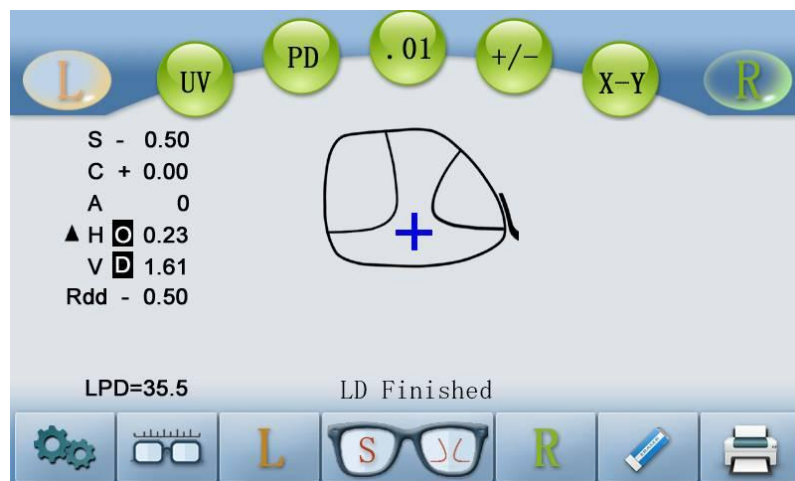 L
UV
PD
.01
+/-
X-Y
R
S - 0.50
C + 0.00
A 0
▲ H O 0.23
V D 1.61
Rdd - 0.50
LPD=35.5
LD Finished
L
S
R